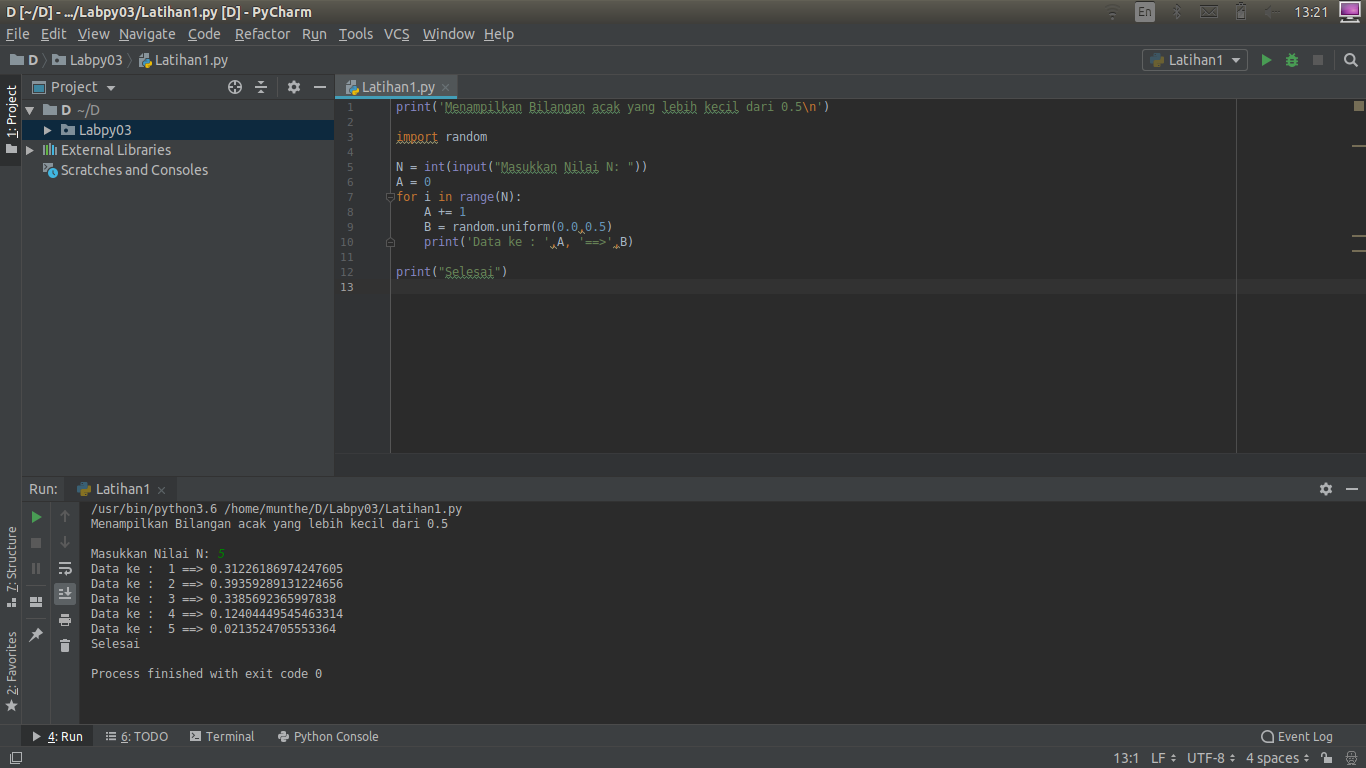 D [~/D] - .../Labpy03/Latihan1.py [D] - PyCharm
En 13:21
File Edit View Navigate Code Refactor Run Tools VCS Window Help
D Labpy03 Latihan1.py
Latihan1
1: Project
Project
D ~/D
Labpy03
External Libraries
Scratches and Consoles
Latihan1.py
1 print('Menampilkan Bilangan acak yang lebih kecil dari 0.5\n')
2
3 import random
4
5 N = int(input("Masukkan Nilai N: "))
6 A = 0
7 for i in range(N):
8 A += 1
9 B = random.uniform(0.0,0.5)
10 print('Data ke : ',A, '==>',B)
11
12 print("Selesai")
13
Run: Latihan1
/usr/bin/python3.6 /home/munthe/D/Labpy03/Latihan1.py
Menampilkan Bilangan acak yang lebih kecil dari 0.5
Masukkan Nilai N: 5
Data ke :  1 ==> 0.31226186974247605
Data ke :  2 ==> 0.39359289131224656
Data ke :  3 ==> 0.3385692365997838
Data ke :  4 ==> 0.12404449545463314
Data ke :  5 ==> 0.0213524705553364
Selesai
Process finished with exit code 0
7: Structure
2: Favorites
4: Run 6: TODO Terminal Python Console Event Log
13:1 LF UTF-8 4 spaces